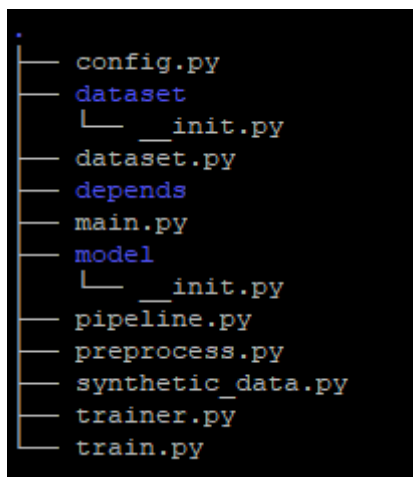 .
├── config.py
├── dataset
│   └── __init.py
├── dataset.py
├── depends
├── main.py
├── model
│   └── __init.py
├── pipeline.py
├── preprocess.py
├── synthetic_data.py
├── trainer.py
└── train.py